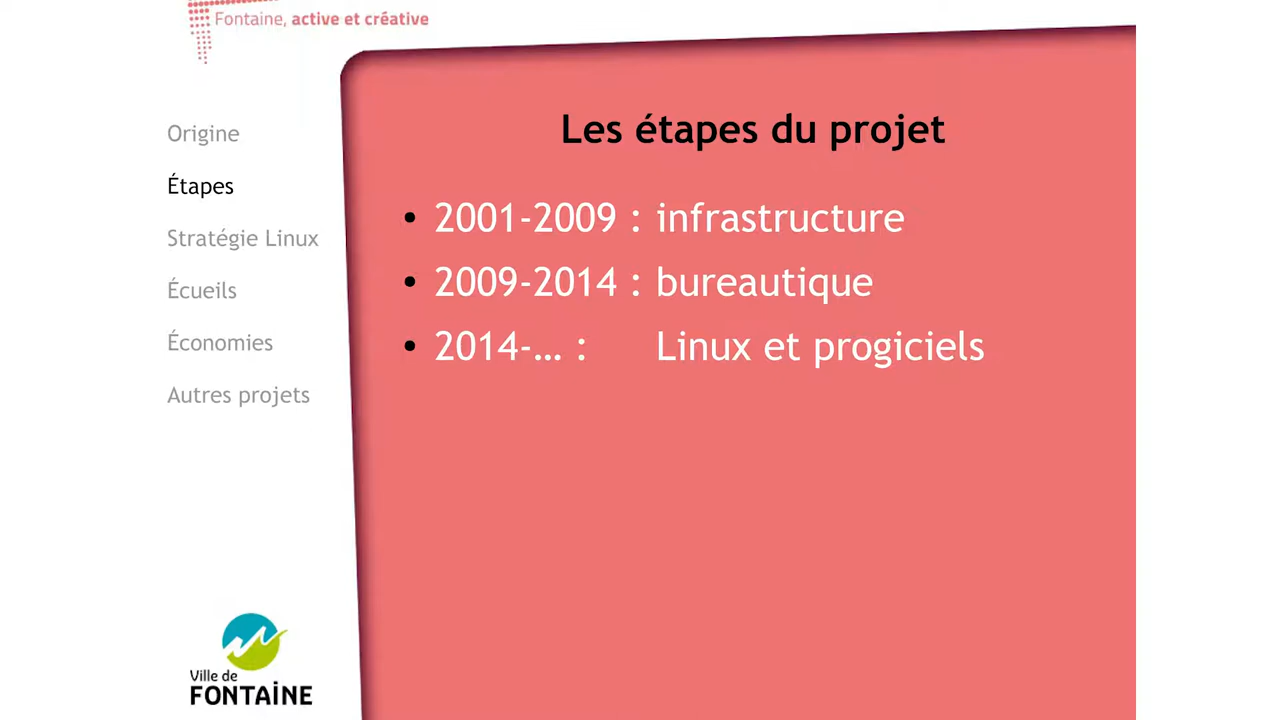 Fontaine, active et créative
Origine
Étapes
Stratégie Linux
Écueils
Économies
Autres projets
Les étapes du projet
• 2001-2009 : infrastructure
• 2009-2014 : bureautique
• 2014-... : Linux et progiciels
Ville de
FONTAiNE